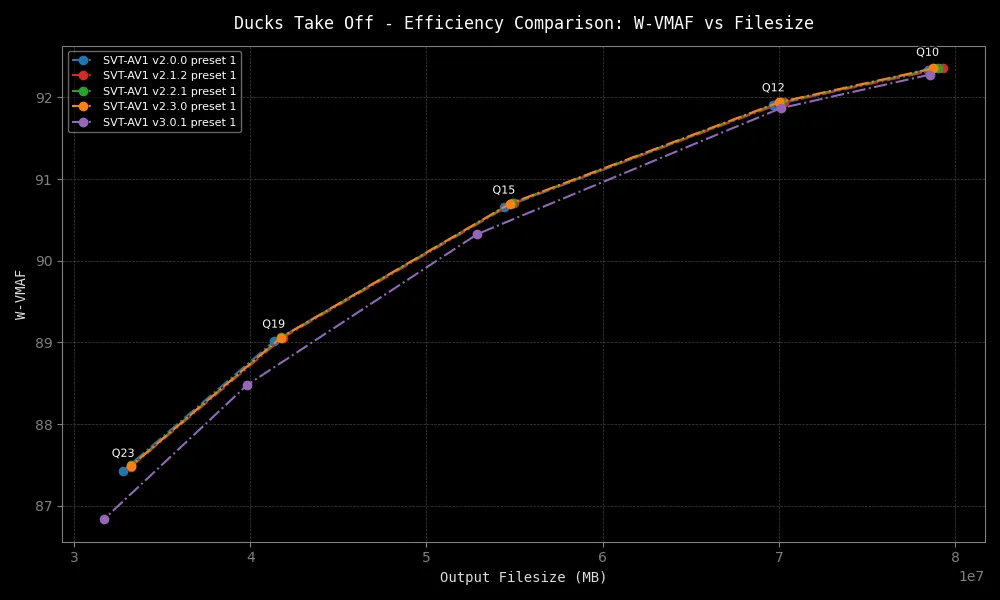 Ducks Take Off - Efficiency Comparison: W-VMAF vs Filesize
SVT-AV1 v2.0.0 preset 1
SVT-AV1 v2.1.2 preset 1
SVT-AV1 v2.2.1 preset 1
SVT-AV1 v2.3.0 preset 1
SVT-AV1 v3.0.1 preset 1
Q10
Q12
Q15
Q19
Q23
W-VMAF
92
91
90
89
88
87
3 4 5 6 7 8
1e7
Output Filesize (MB)